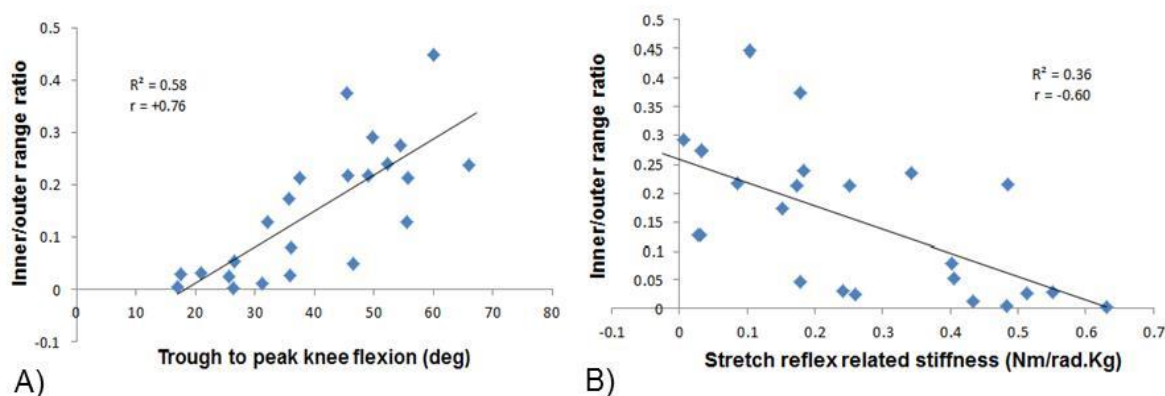 Inner/outer range ratio
0.5
0.4
0.3
0.2
0.1
0
-0.1
R² = 0.58
r = +0.76
0 10 20 30 40 50 60 70 80
Trough to peak knee flexion (deg)
A)
Inner/outer range ratio
0.5
0.45
0.4
0.35
0.3
0.25
0.2
0.15
0.1
0.05
0
R² = 0.36
r = -0.60
-0.1 0 0.1 0.2 0.3 0.4 0.5 0.6 0.7
Stretch reflex related stiffness (Nm/rad.Kg)
B)